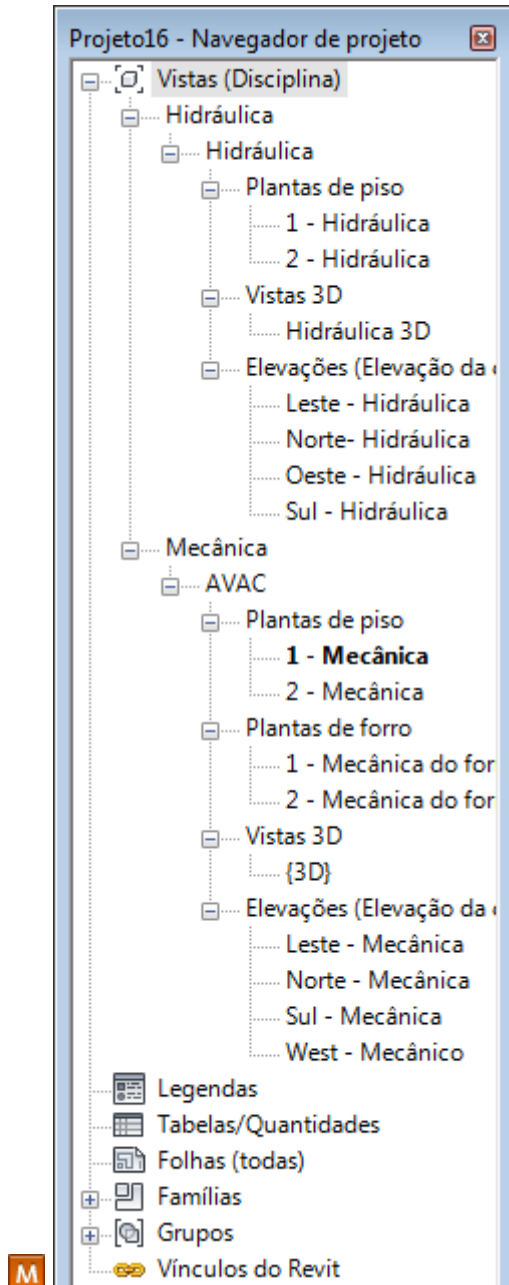 Projeto16 - Navegador de projeto
Vistas (Disciplina)
Hidráulica
Hidráulica
Plantas de piso
1 - Hidráulica
2 - Hidráulica
Vistas 3D
Hidráulica 3D
Elevações (Elevação da
Leste - Hidráulica
Norte- Hidráulica
Oeste - Hidráulica
Sul - Hidráulica
Mecânica
AVAC
Plantas de piso
1 - Mecânica
2 - Mecânica
Plantas de forro
1 - Mecânica do for
2 - Mecânica do for
Vistas 3D
{3D}
Elevações (Elevação da
Leste - Mecânica
Norte - Mecânica
Sul - Mecânica
West - Mecânico
Legendas
Tabelas/Quantidades
Folhas (todas)
Famílias
Grupos
M Vínculos do Revit